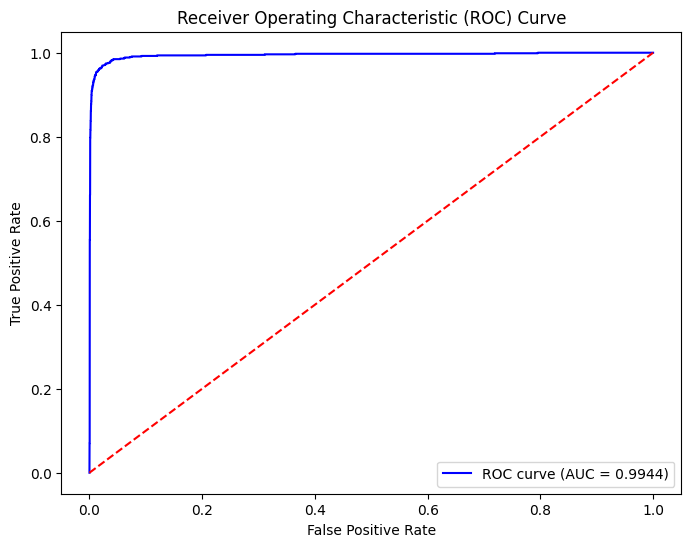 Receiver Operating Characteristic (ROC) Curve
True Positive Rate
1.0
0.8
0.6
0.4
0.2
0.0
ROC curve (AUC = 0.9944)
0.0 0.2 0.4 0.6 0.8 1.0
False Positive Rate